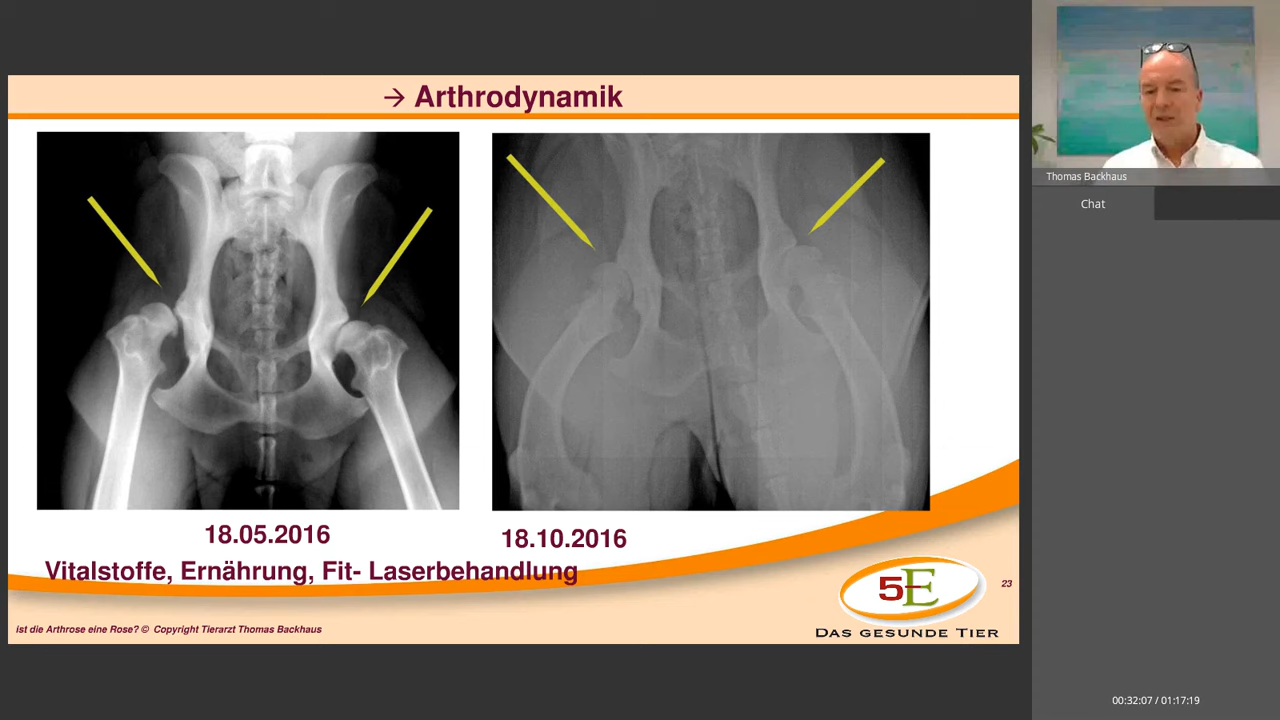 → Arthrodynamik
18.05.2016
18.10.2016
Vitalstoffe, Ernährung, Fit- Laserbehandlung
5E
DAS GESUNDE TIER
23
ist die Arthrose eine Rose? © Copyright Tierarzt Thomas Backhaus
Thomas Backhaus
Chat
00:32:07 / 01:17:19